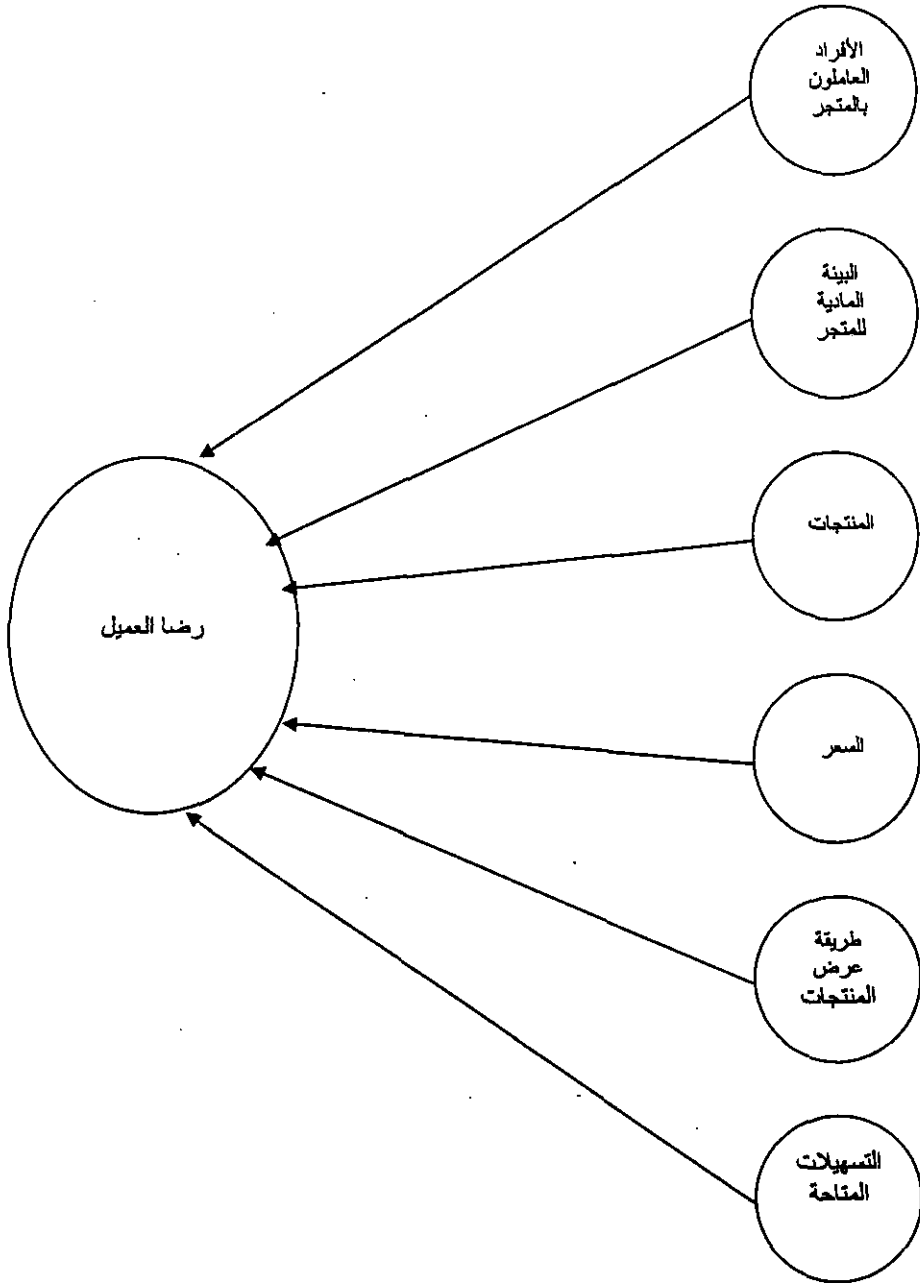 الأفراد
العاملون
بالمتجر
البيئة
المادية
للمتجر
المنتجات
رضا العميل
السعر
طريقة
عرض
المنتجات
التسهيلات
المتاحة